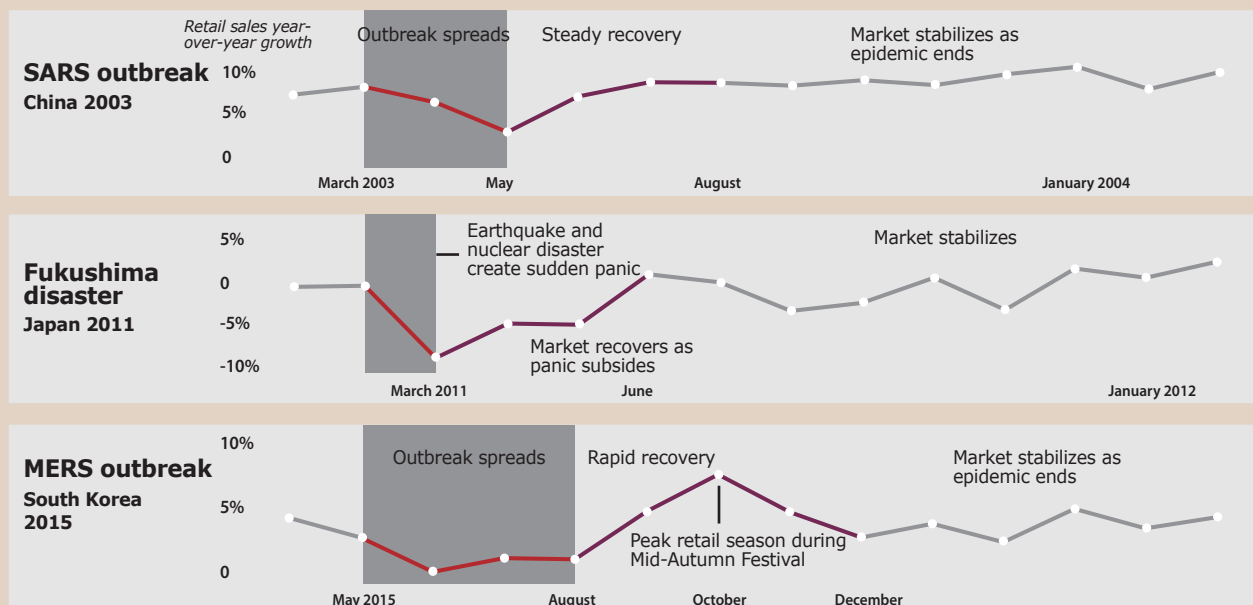 Retail sales year-
over-year growth
Outbreak spreads
Steady recovery
Market stabilizes as
epidemic ends
SARS outbreak
China 2003
10%
5%
0
March 2003
May
August
January 2004
Fukushima
disaster
Japan 2011
5%
0
-5%
-10%
Earthquake and
nuclear disaster
create sudden panic
Market stabilizes
Market recovers as
panic subsides
March 2011
June
January 2012
MERS outbreak
South Korea
2015
10%
5%
0
Outbreak spreads
Rapid recovery
Market stabilizes as
epidemic ends
Peak retail season during
Mid-Autumn Festival
May 2015
August
October
December